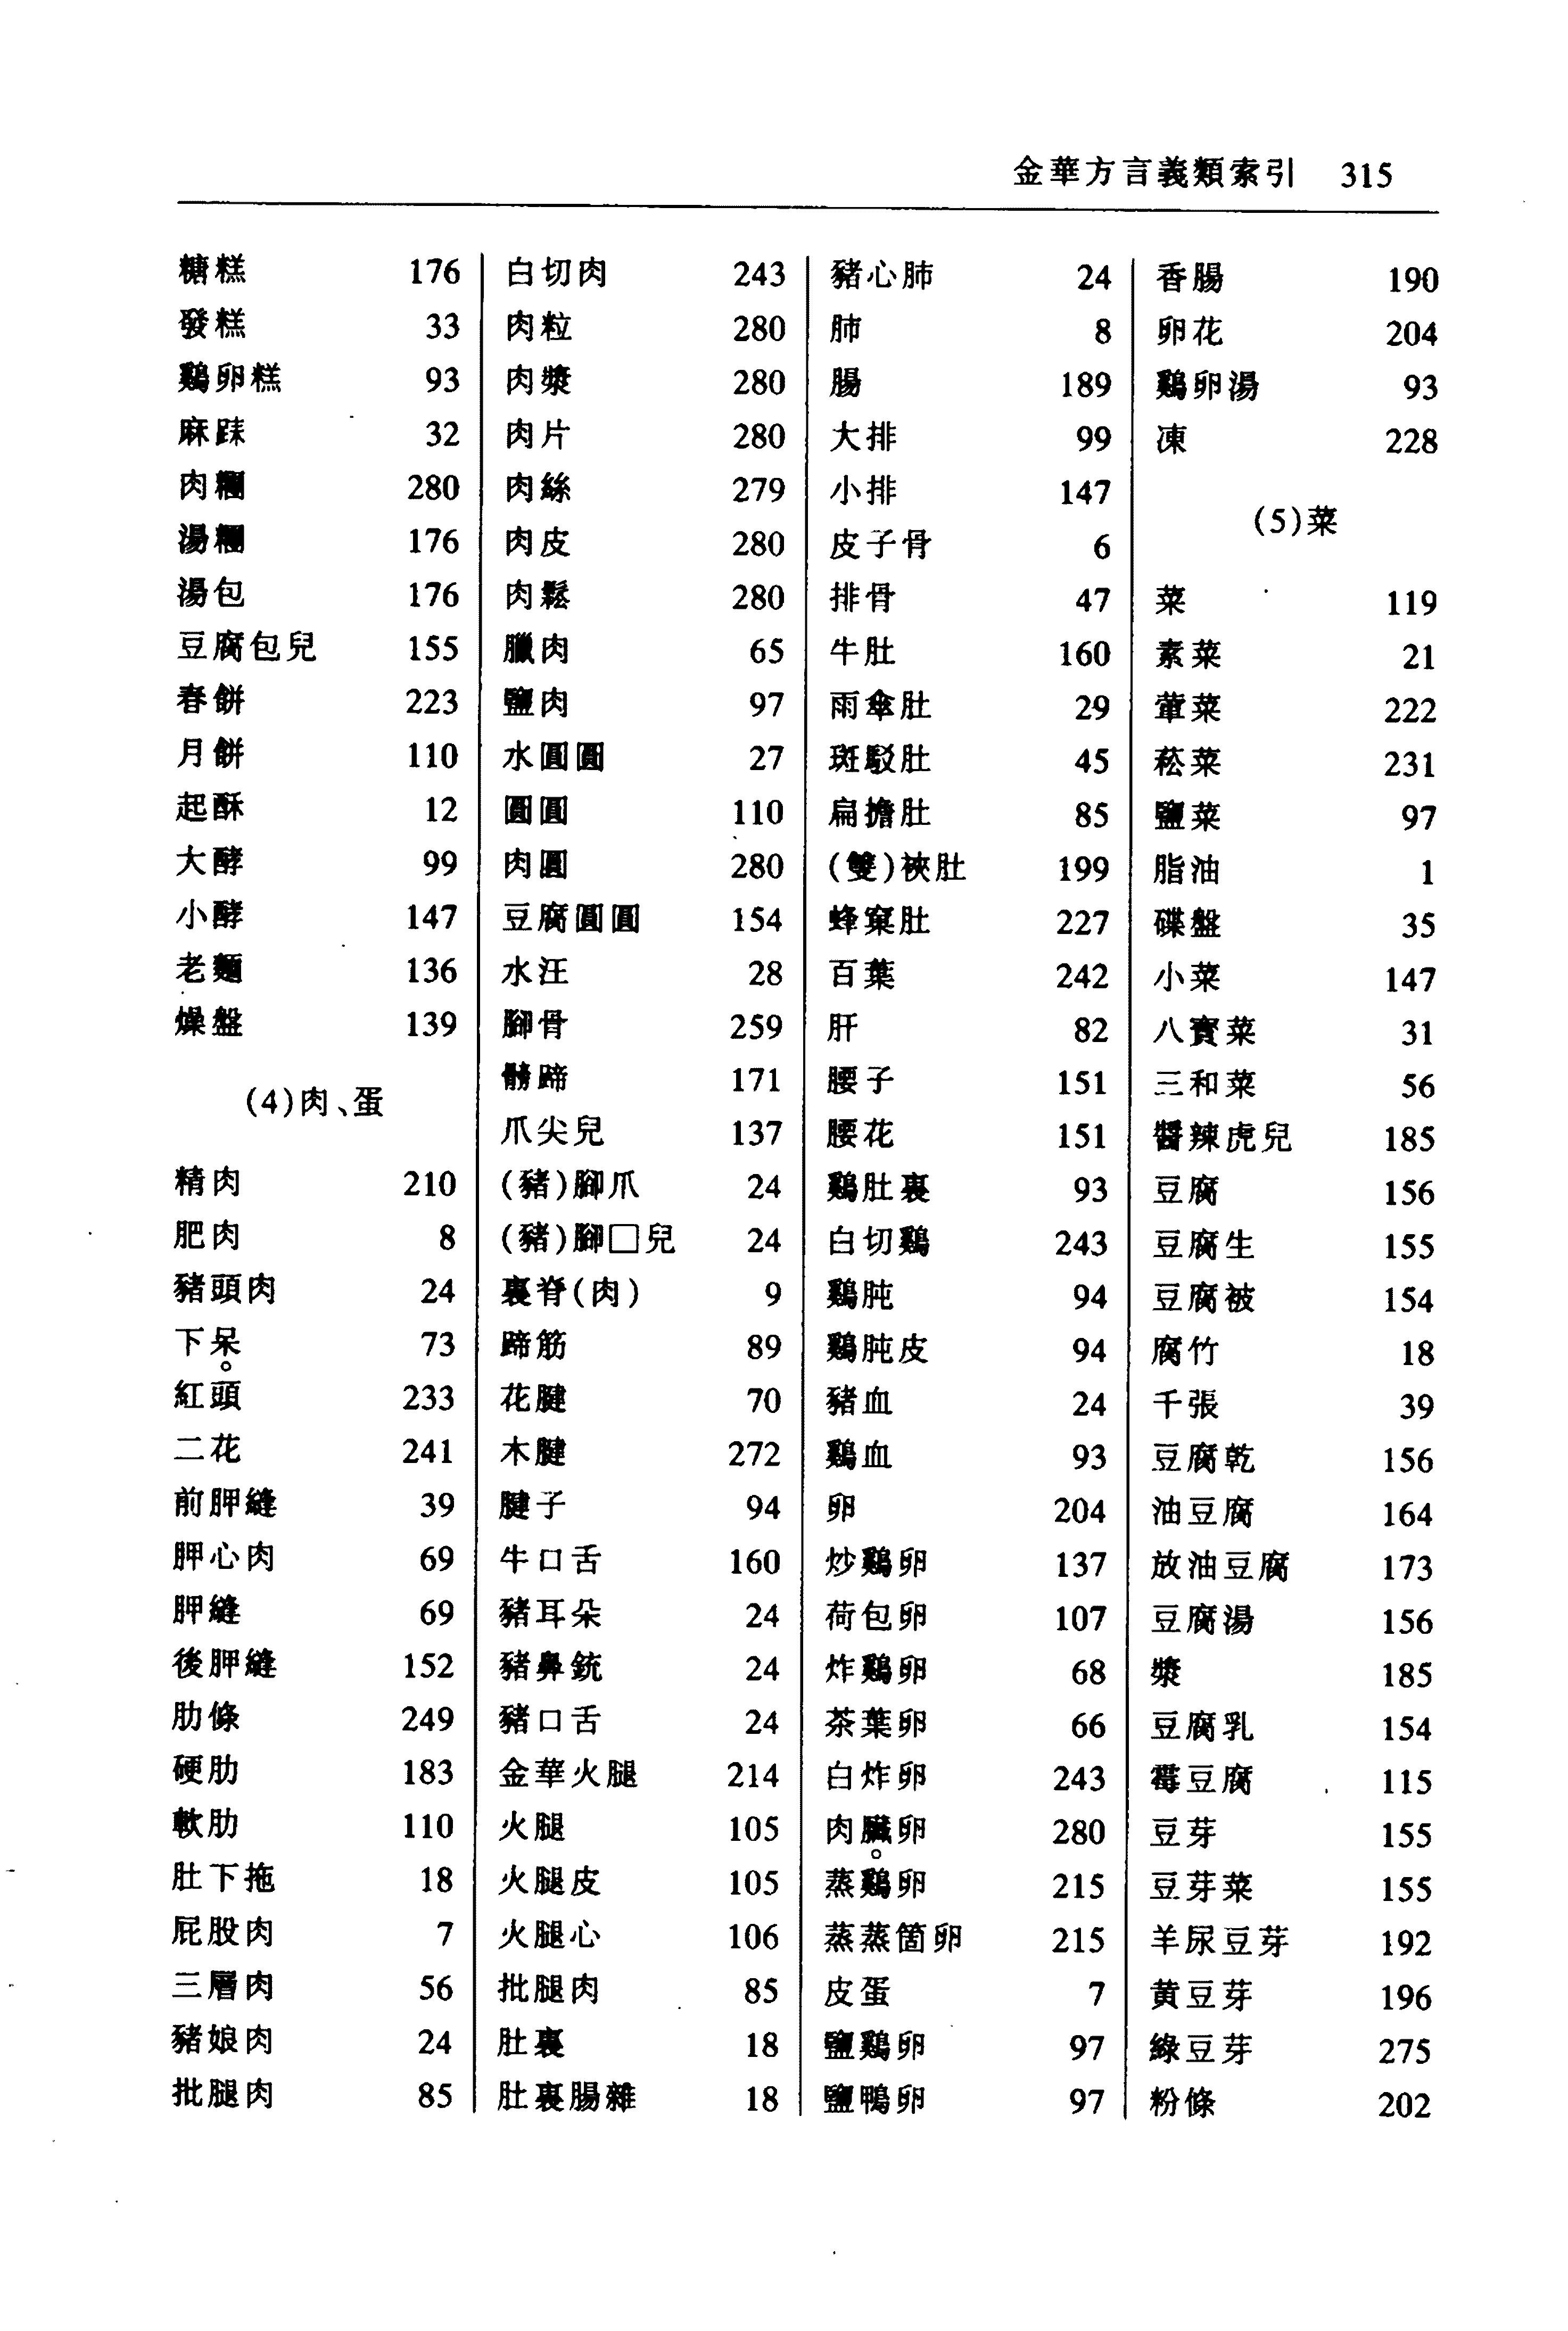 金華方言義類索引 315
糖糕 176
發糕 33
鷄卵糕 93
麻 32
肉 280
湯 176
湯包 176
豆腐包兒 155
春餅 223
月餅 110
起酥 12
大酵 99
小酵 147
老麵 136
燥盤 139
(4)肉、蛋
精肉 210
肥肉 8
豬頭肉 24
下呆 73
紅頭 233
二花 241
前胛縫 39
胛心肉 69
胛縫 69
後胛縫 152
肋條 249
硬肋 183
軟肋 110
肚下拖 18
屁股肉 7
三層肉 56
豬娘肉 24
批腿肉 85
白切肉 243
肉粒 280
肉漿 280
肉片 280
肉絲 279
肉皮 280
肉鬆 280
臘肉 65
鹽肉 97
水圓圓 27
圓圓 110
肉圓 280
豆腐圓圓 154
水汪 28
腳骨 259
髈蹄 171
爪尖兒 137
(豬)腳爪 24
(豬)腳□兒 24
裏脊(肉) 9
蹄筋 89
花腱 70
木腱 272
腱子 94
牛口舌 160
豬耳朵 24
豬鼻銃 24
豬口舌 24
金華火腿 214
火腿 105
火腿皮 105
火腿心 106
批腿肉 85
肚裏 18
肚裏腸雜 18
豬心肺 24
肺 8
腸 189
大排 99
小排 147
皮子骨 6
排骨 47
牛肚 160
雨傘肚 29
斑駁肚 45
扁擔肚 85
(雙)裌肚 199
蜂窠肚 227
百葉 242
肝 82
腰子 151
腰花 151
鷄肚裏 93
白切鷄 243
鷄肫 94
鷄肫皮 94
豬血 24
鷄血 93
卵 204
炒鷄卵 137
荷包卵 107
炸鷄卵 68
茶葉卵 66
白炸卵 243
肉臟卵 280
蒸鷄卵 215
蒸蒸箇卵 215
皮蛋 7
鹽鷄卵 97
鹽鴨卵 97
香腸 190
卵花 204
鷄卵湯 93
凍 228
(5)菜
菜 119
素菜 21
葷菜 222
菘菜 231
鹽菜 97
脂油 1
碟盤 35
小菜 147
八寶菜 31
三和菜 56
醬辣虎兒 185
豆腐 156
豆腐生 155
豆腐被 154
腐竹 18
千張 39
豆腐乾 156
油豆腐 164
放油豆腐 173
豆腐湯 156
漿 185
豆腐乳 154
霉豆腐 115
豆芽 155
豆芽菜 155
羊尿豆芽 192
黄豆芽 196
綠豆芽 275
粉條 202